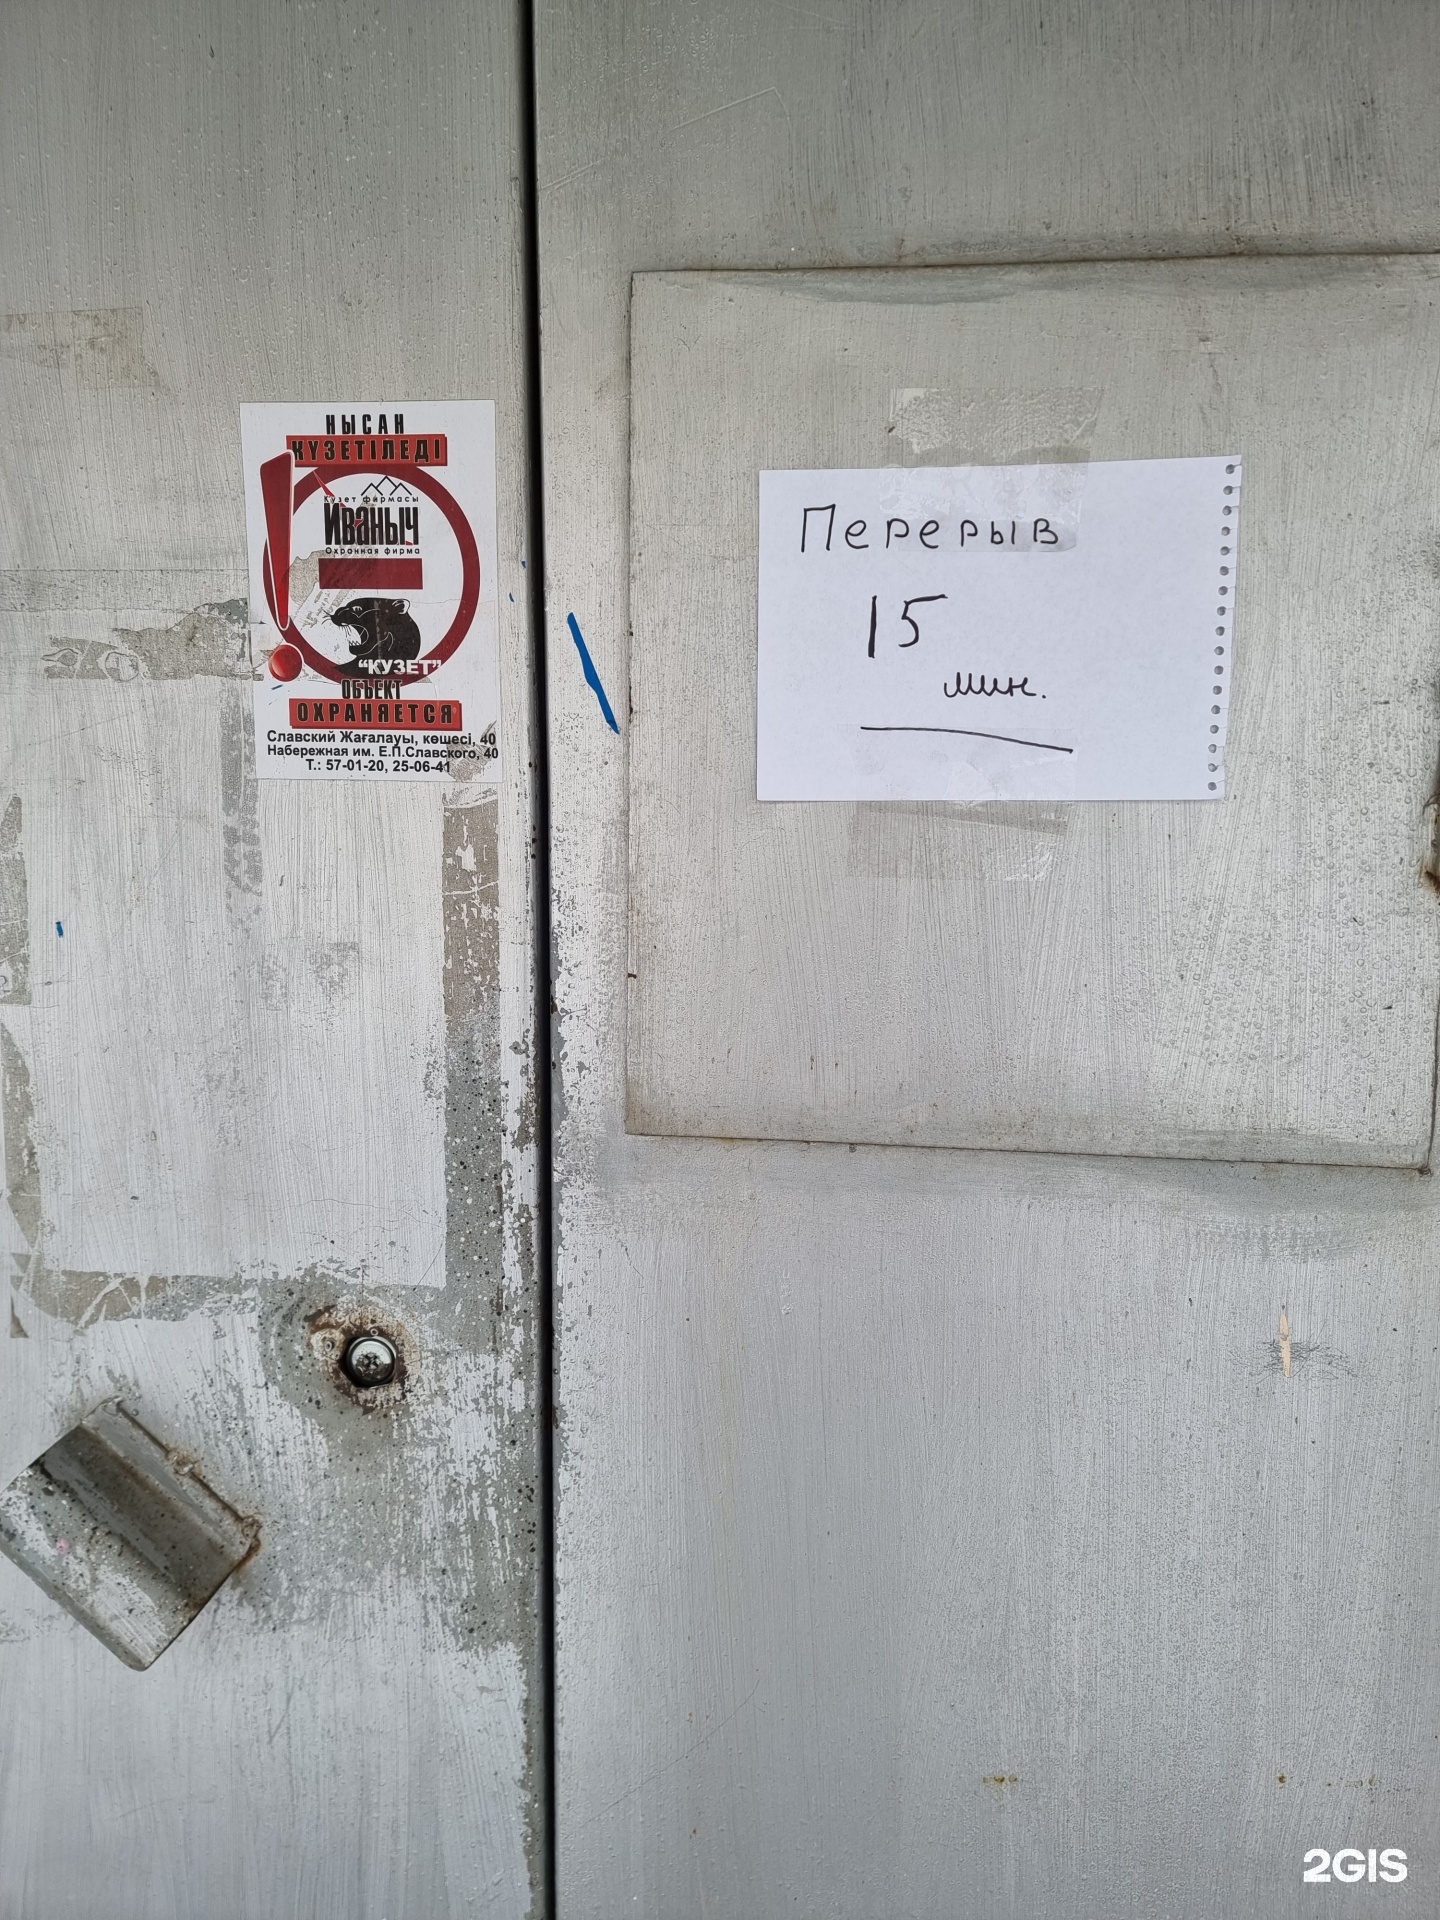 НЫСАН
КҮЗЕТІЛЕДІ
Күзет фирмасы
Иваныч
Охранная фирма
"КУЗЕТ"
ОБЪЕКТ
ОХРАНЯЕТСЯ
Славский Жағалауы, көшесі, 40
Набережная им. Е.П.Славского, 40
Т.: 57-01-20, 25-06-41
Перерыв
15
мин.
2GIS